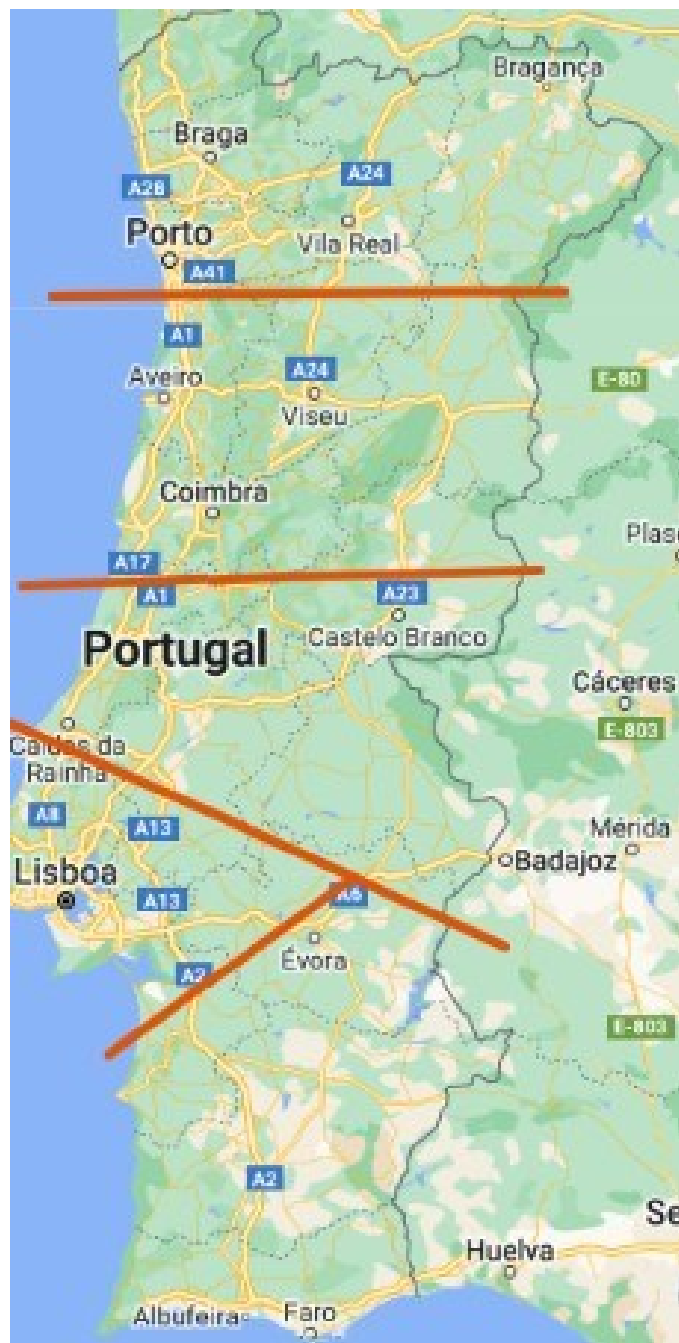 Bragança
Braga
A24
A28
Porto
Vila Real
A41
A1
A24
Aveiro
E-80
Viseu
Coimbra
Plas
A17
A1
A23
Castelo Branco
Portugal
Cáceres
E-803
Caldas da
Rainha
A8
A13
Mérida
Badajoz
Lisboa
A13
A6
Évora
A2
E-803
A2
Se
Huelva
Albufeira
Faro